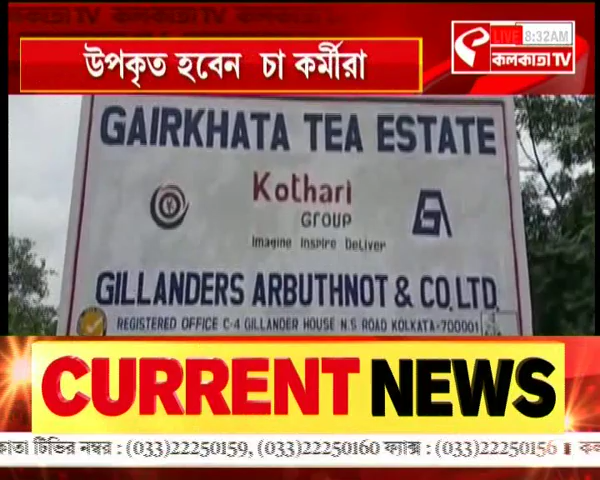 উপকৃত হবেন চা কর্মীরা
LIVE 8:32AM
কলকাতা TV
GAIRKHATA TEA ESTATE
Kothari
GROUP
Imagine Inspire Deliver
GILLANDERS ARBUTHNOT & CO. LTD.
REGISTERED OFFICE C-4 GILLANDER HOUSE N.S ROAD KOLKATA-700001
CURRENT NEWS
কাতা টিভির নম্বর : (033)22250159, (033)22250160 ফ্যাক্স : (033)22250156